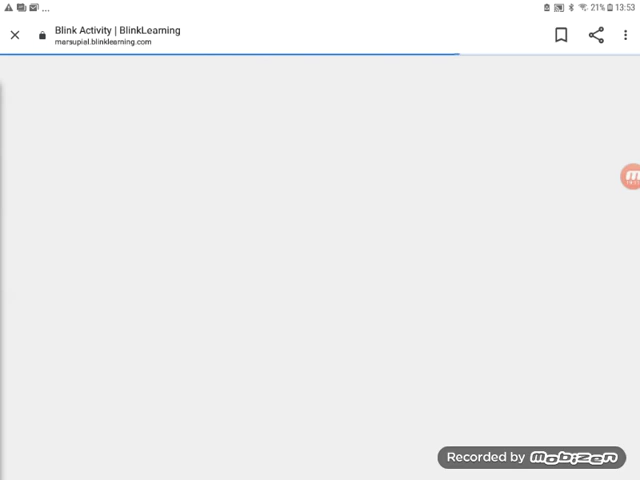 ... 21% 13:53
Blink Activity | BlinkLearning
marsupial.blinklearning.com
Recorded by MOBIZEN